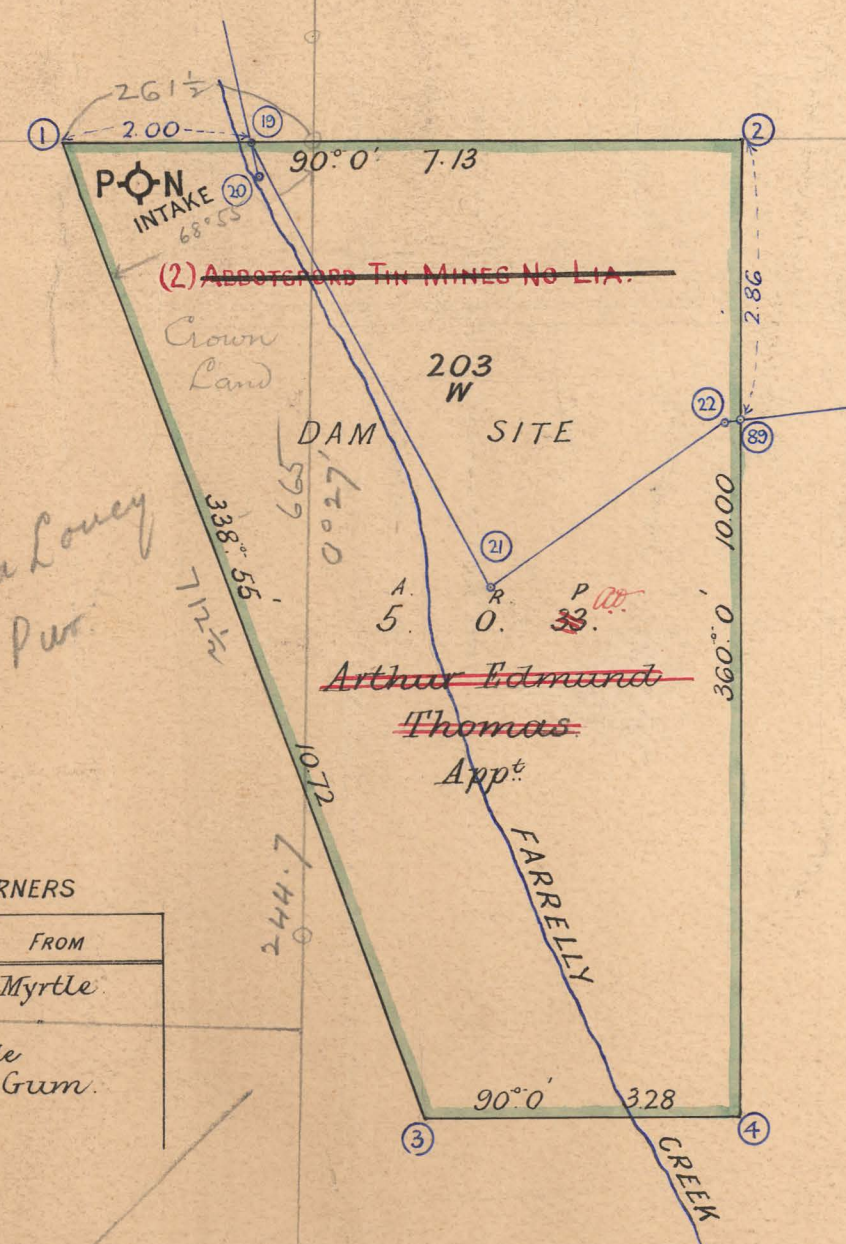 261½
1 2.00 19 2
90° 0' 7.13
P N
INTAKE 20
68°55
(2) ABBOTSFORD TIN MINES NO LIA.
2.86
Crown
Land
203
W
22
89
DAM SITE
665
0°27'
10.00
338° 55'
21
A. R. P
5. 0. 33.
712½
Pur
360° 0'
Arthur Edmund
Thomas.
Appt
10.72
FARRELLY
244.7
RNERS
FROM
Myrtle
le
Gum.
90° 0' 3.28
3 4
CREEK